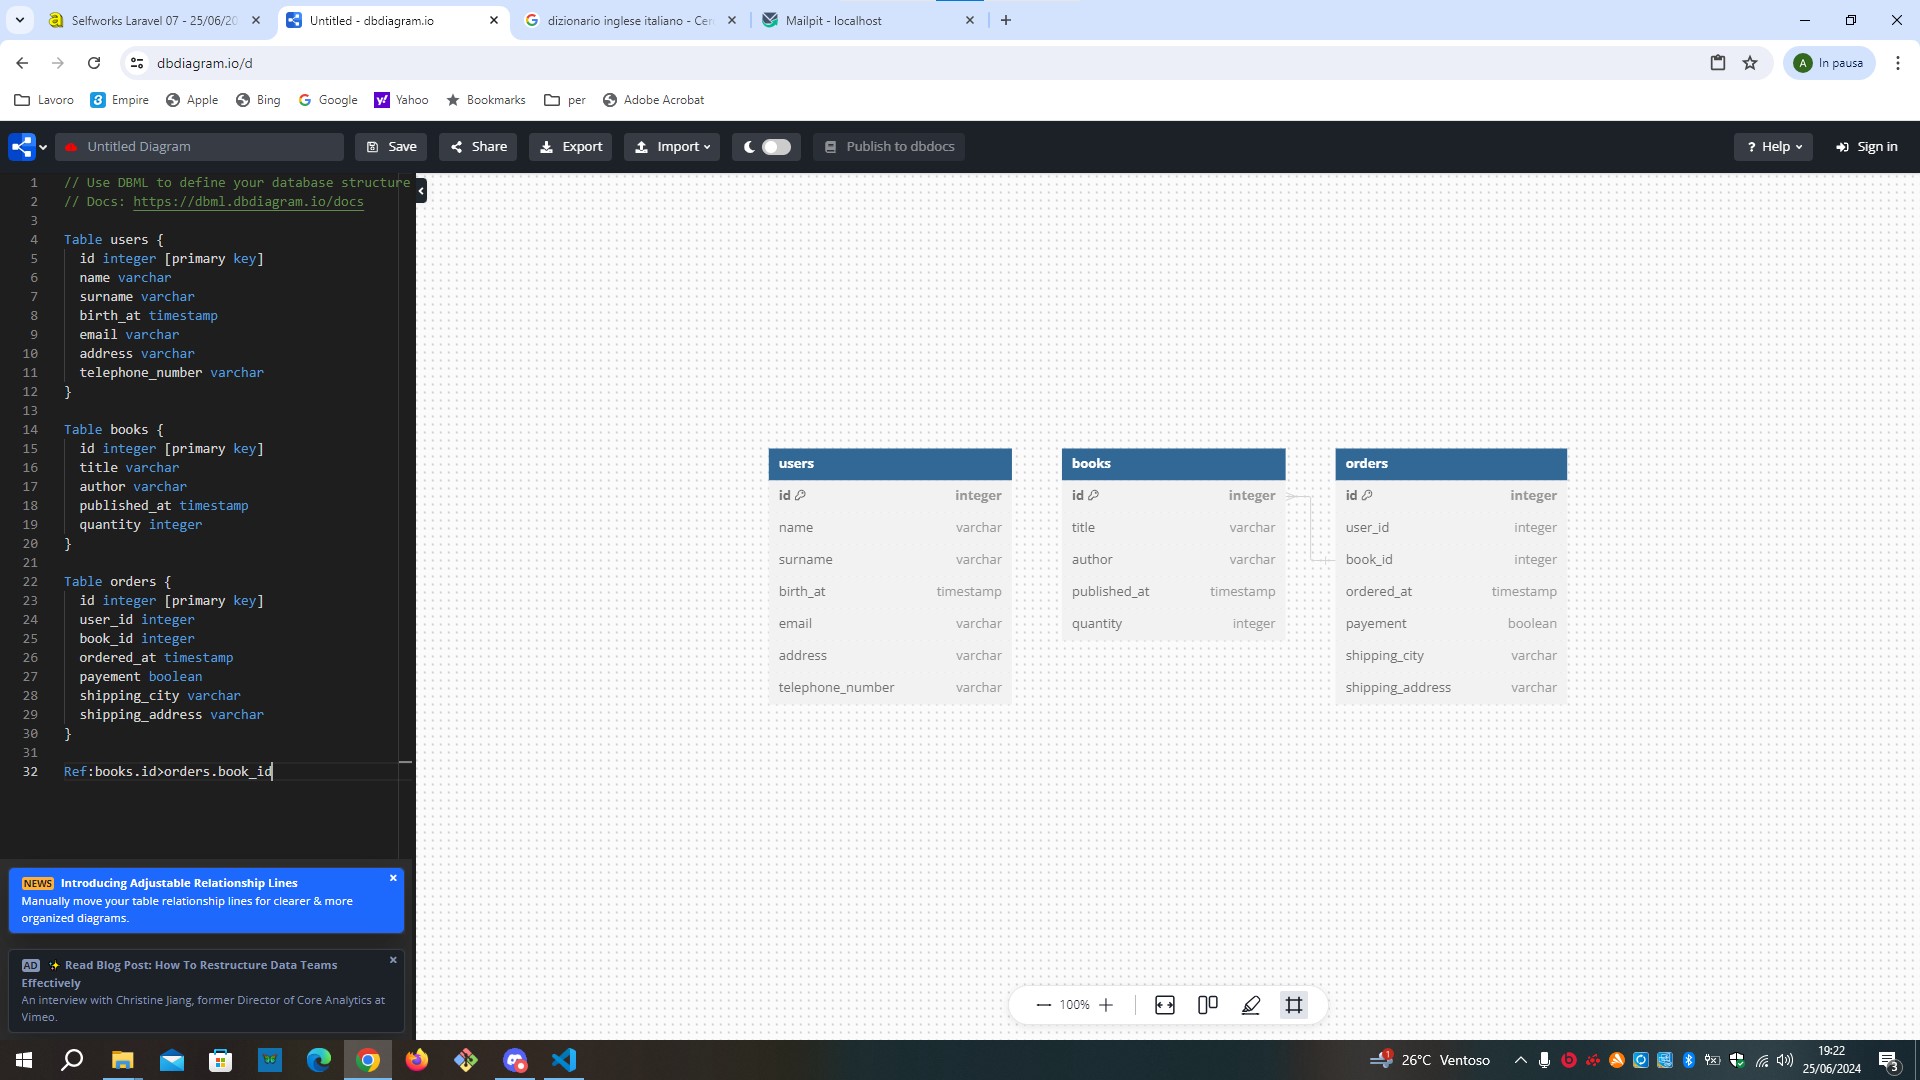 Selfworks Laravel 07 - 25/06/20
Untitled - dbdiagram.io
dizionario inglese italiano - Cer
Mailpit - localhost
dbdiagram.io/d
A In pausa
Lavoro
Empire
Apple
Bing
Google
Yahoo
Bookmarks
per
Adobe Acrobat
Untitled Diagram
Save
Share
Export
Import
Publish to dbdocs
? Help
Sign in
1 // Use DBML to define your database structure
2 // Docs: https://dbml.dbdiagram.io/docs
3
4 Table users {
5 id integer [primary key]
6 name varchar
7 surname varchar
8 birth_at timestamp
9 email varchar
10 address varchar
11 telephone_number varchar
12 }
13
14 Table books {
15 id integer [primary key]
16 title varchar
17 author varchar
18 published_at timestamp
19 quantity integer
20 }
21
22 Table orders {
23 id integer [primary key]
24 user_id integer
25 book_id integer
26 ordered_at timestamp
27 payement boolean
28 shipping_city varchar
29 shipping_address varchar
30 }
31
32 Ref:books.id>orders.book_id
users
id integer
name varchar
surname varchar
birth_at timestamp
email varchar
address varchar
telephone_number varchar
books
id integer
title varchar
author varchar
published_at timestamp
quantity integer
orders
id integer
user_id integer
book_id integer
ordered_at timestamp
payement boolean
shipping_city varchar
shipping_address varchar
NEWS Introducing Adjustable Relationship Lines
Manually move your table relationship lines for clearer & more
organized diagrams.
AD ✨ Read Blog Post: How To Restructure Data Teams
Effectively
An interview with Christine Jiang, former Director of Core Analytics at
Vimeo.
100%
1
26°C Ventoso
19:22
25/06/2024
3